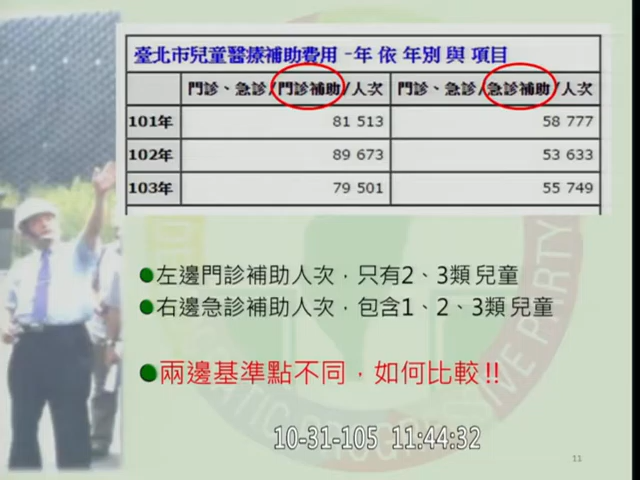 臺北市兒童醫療補助費用 -年 依 年別 與 項目
門診、急診/門診補助/人次 門診、急診/急診補助/人次
101年 81 513 58 777
102年 89 673 53 633
103年 79 501 55 749
●左邊門診補助人次，只有2、3類兒童
●右邊急診補助人次，包含1、2、3類兒童
●兩邊基準點不同，如何比較!!
10-31-105 11:44:32
11